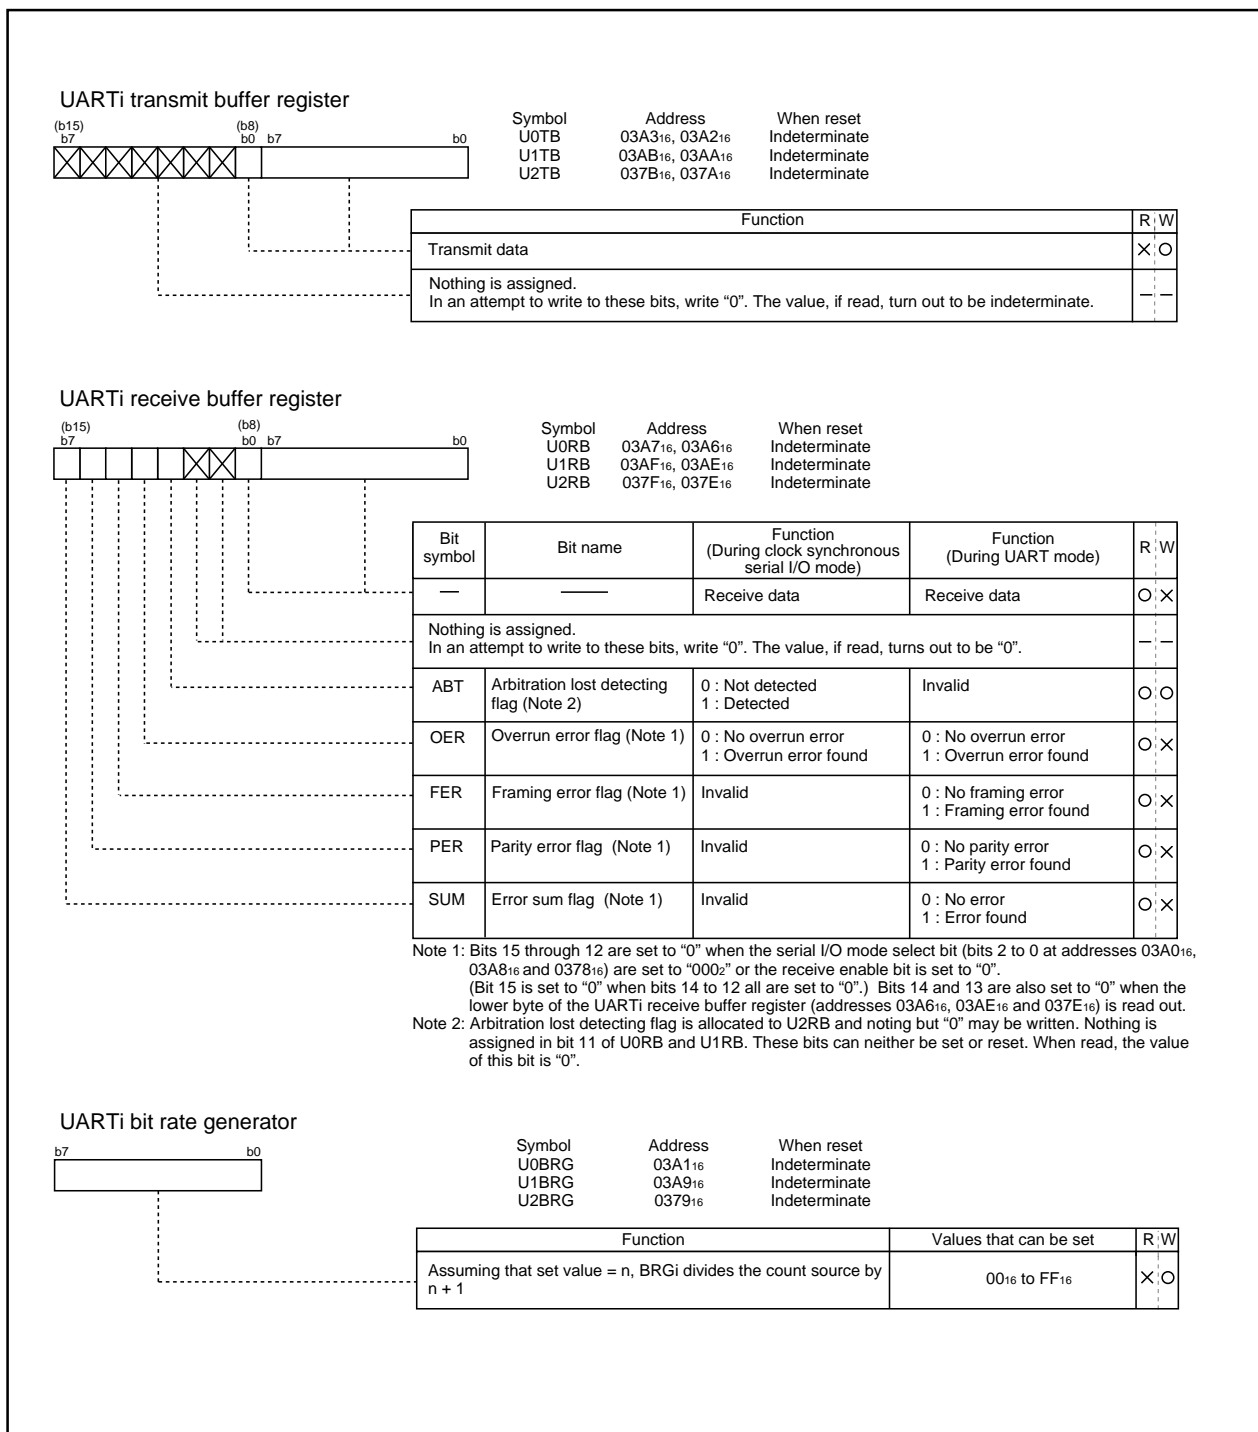 UARTi transmit buffer register
(b15) (b8)
b7 b0 b7 b0
Symbol Address When reset
U0TB 03A3₁₆, 03A2₁₆ Indeterminate
U1TB 03AB₁₆, 03AA₁₆ Indeterminate
U2TB 037B₁₆, 037A₁₆ Indeterminate
Function R W
Transmit data × ○
Nothing is assigned.
In an attempt to write to these bits, write “0”. The value, if read, turn out to be indeterminate. — —
UARTi receive buffer register
(b15) (b8)
b7 b0 b7 b0
Symbol Address When reset
U0RB 03A7₁₆, 03A6₁₆ Indeterminate
U1RB 03AF₁₆, 03AE₁₆ Indeterminate
U2RB 037F₁₆, 037E₁₆ Indeterminate
Bit
symbol
Bit name
Function
(During clock synchronous
serial I/O mode)
Function
(During UART mode)
R W
— — Receive data Receive data ○ ×
Nothing is assigned.
In an attempt to write to these bits, write “0”. The value, if read, turns out to be “0”. — —
ABT Arbitration lost detecting 0 : Not detected Invalid ○ ○
flag (Note 2) 1 : Detected
OER Overrun error flag (Note 1) 0 : No overrun error 0 : No overrun error ○ ×
1 : Overrun error found 1 : Overrun error found
FER Framing error flag (Note 1) Invalid 0 : No framing error ○ ×
1 : Framing error found
PER Parity error flag (Note 1) Invalid 0 : No parity error ○ ×
1 : Parity error found
SUM Error sum flag (Note 1) Invalid 0 : No error ○ ×
1 : Error found
Note 1: Bits 15 through 12 are set to “0” when the serial I/O mode select bit (bits 2 to 0 at addresses 03A0₁₆,
03A8₁₆ and 0378₁₆) are set to “000₂” or the receive enable bit is set to “0”.
(Bit 15 is set to “0” when bits 14 to 12 all are set to “0”.) Bits 14 and 13 are also set to “0” when the
lower byte of the UARTi receive buffer register (addresses 03A6₁₆, 03AE₁₆ and 037E₁₆) is read out.
Note 2: Arbitration lost detecting flag is allocated to U2RB and noting but “0” may be written. Nothing is
assigned in bit 11 of U0RB and U1RB. These bits can neither be set or reset. When read, the value
of this bit is “0”.
UARTi bit rate generator
b7 b0
Symbol Address When reset
U0BRG 03A1₁₆ Indeterminate
U1BRG 03A9₁₆ Indeterminate
U2BRG 0379₁₆ Indeterminate
Function Values that can be set R W
Assuming that set value = n, BRGi divides the count source by
n + 1
00₁₆ to FF₁₆ × ○